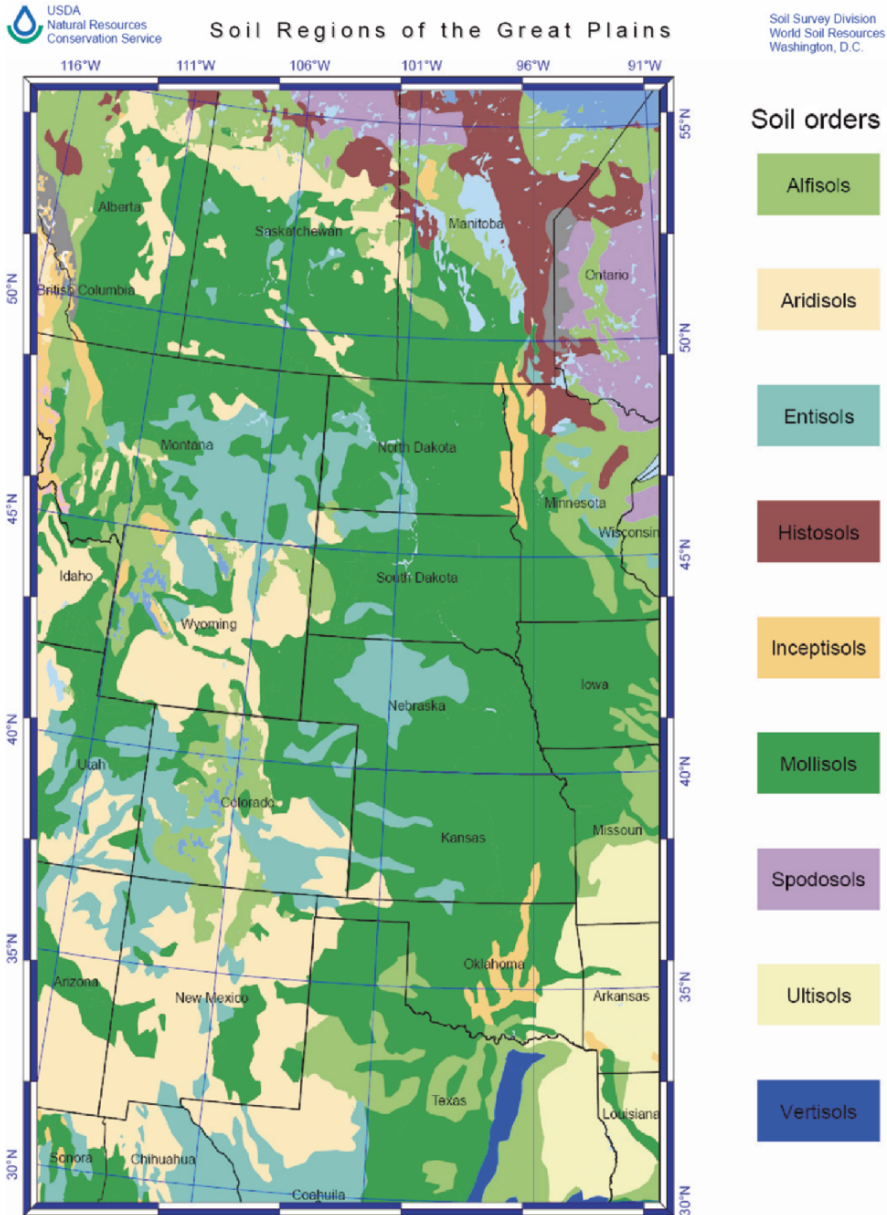 USDA
Natural Resources
Conservation Service
Soil Regions of the Great Plains
Soil Survey Division
World Soil Resources
Washington, D.C.
116°W 111°W 106°W 101°W 96°W 91°W
55°N
Soil orders
Alfisols
Alberta
Manitoba
Saskatchewan
Ontario
British Columbia
Aridisols
50°N
50°N
Entisols
Montana
North Dakota
Minnesota
Wisconsin
45°N
Histosols
45°N
Idaho
South Dakota
Wyoming
Inceptisols
Iowa
Nebraska
40°N
Utah
Mollisols
40°N
Colorado
Missouri
Kansas
Spodosols
35°N
Oklahoma
Arizona
New Mexico
Arkansas
35°N
Ultisols
Texas
Louisiana
Vertisols
30°N
Sonora
Chihuahua
Coahuila
30°N